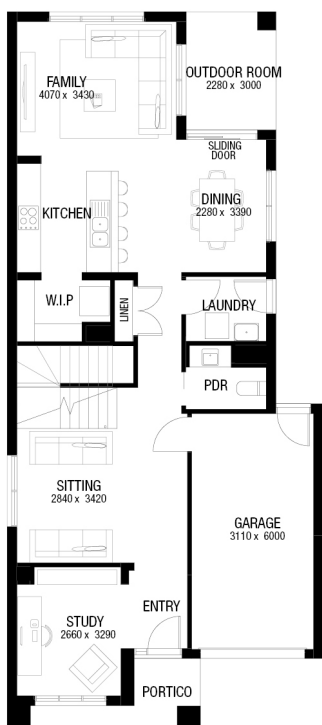 FAMILY
4070 x 3430
OUTDOOR ROOM
2280 x 3000
SLIDING
DOOR
KITCHEN
DINING
2280 x 3390
W.I.P
LINEN
LAUNDRY
PDR
SITTING
2840 x 3420
GARAGE
3110 x 6000
STUDY
2660 x 3290
ENTRY
PORTICO